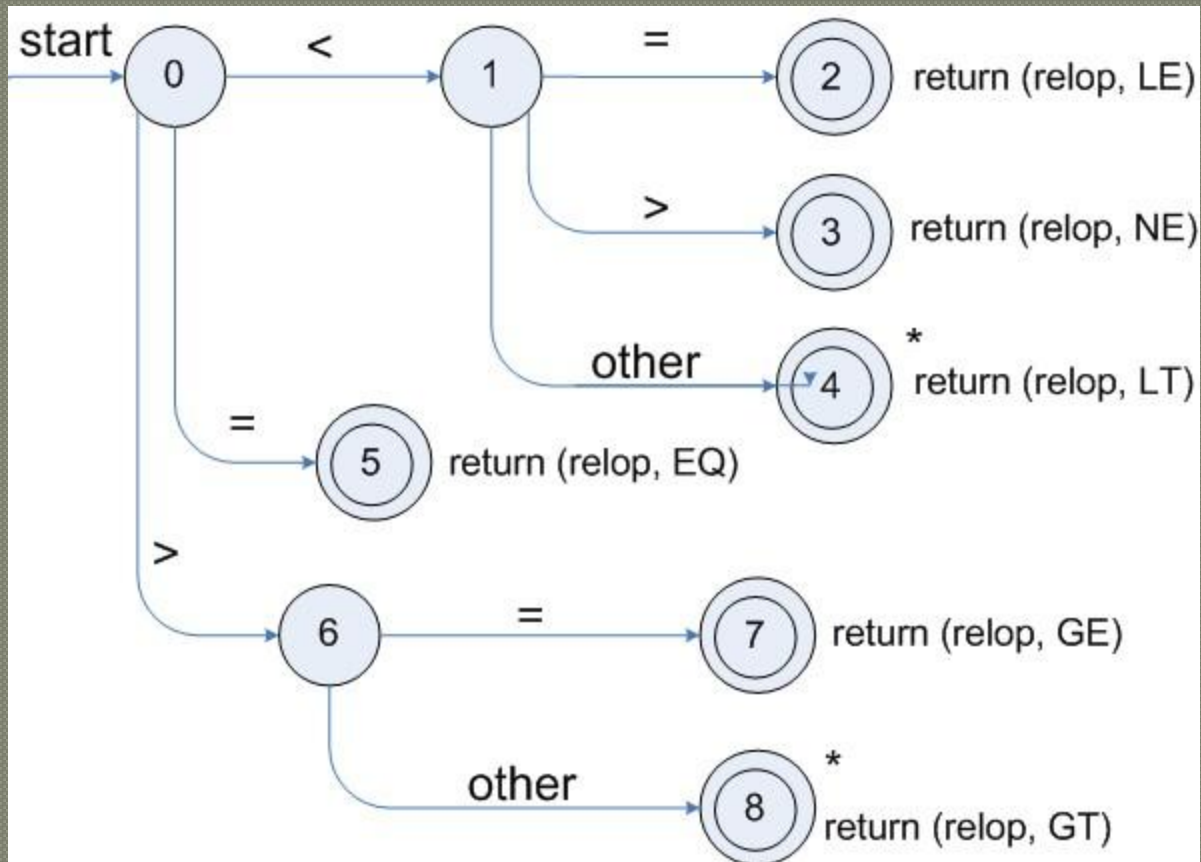 start
<
=
0
1
2
return (relop, LE)
>
3
return (relop, NE)
*
other
4
return (relop, LT)
=
5
return (relop, EQ)
>
6
=
7
return (relop, GE)
*
other
8
return (relop, GT)